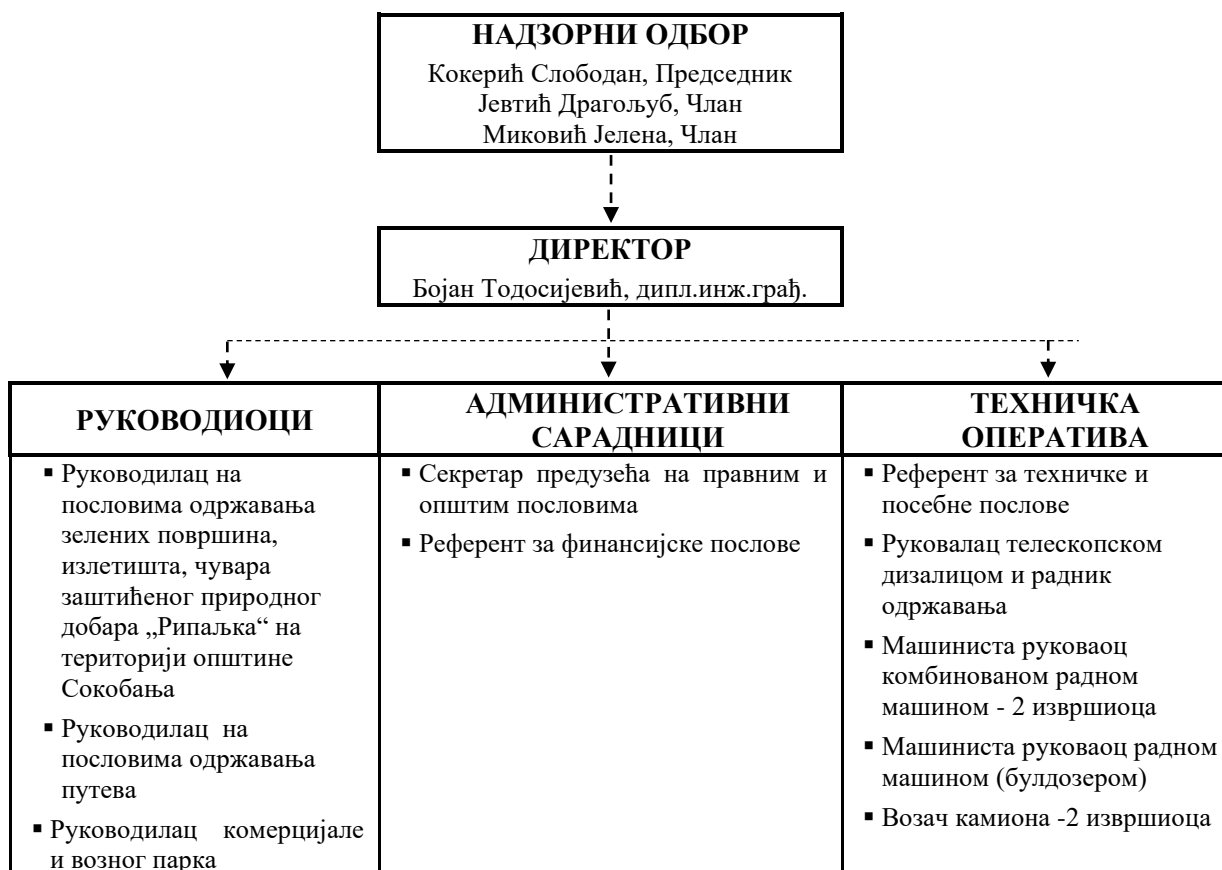 НАДЗОРНИ ОДБОР
Кокерић Слободан, Председник
Јевтић Драгољуб, Члан
Миковић Јелена, Члан
ДИРЕКТОР
Бојан Тодосијевић, дипл.инж.грађ.
РУКОВОДИОЦИ
▪ Руководилац на
пословима одржавања
зелених површина,
излетишта, чувара
заштићеног природног
добара „Рипаљка“ на
територији општине
Сокобања
▪ Руководилац на
пословима одржавања
путева
▪ Руководилац комерцијале
и возног парка
АДМИНИСТРАТИВНИ
САРАДНИЦИ
▪ Секретар предузећа на правним и
општим пословима
▪ Референт за финансијске послове
ТЕХНИЧКА
ОПЕРАТИВА
▪ Референт за техничке и
посебне послове
▪ Руковалац телескопском
дизалицом и радник
одржавања
▪ Машиниста руковаоц
комбинованом радном
машином - 2 извршиоца
▪ Машиниста руковаоц радном
машином (булдозером)
▪ Возач камиона -2 извршиоца